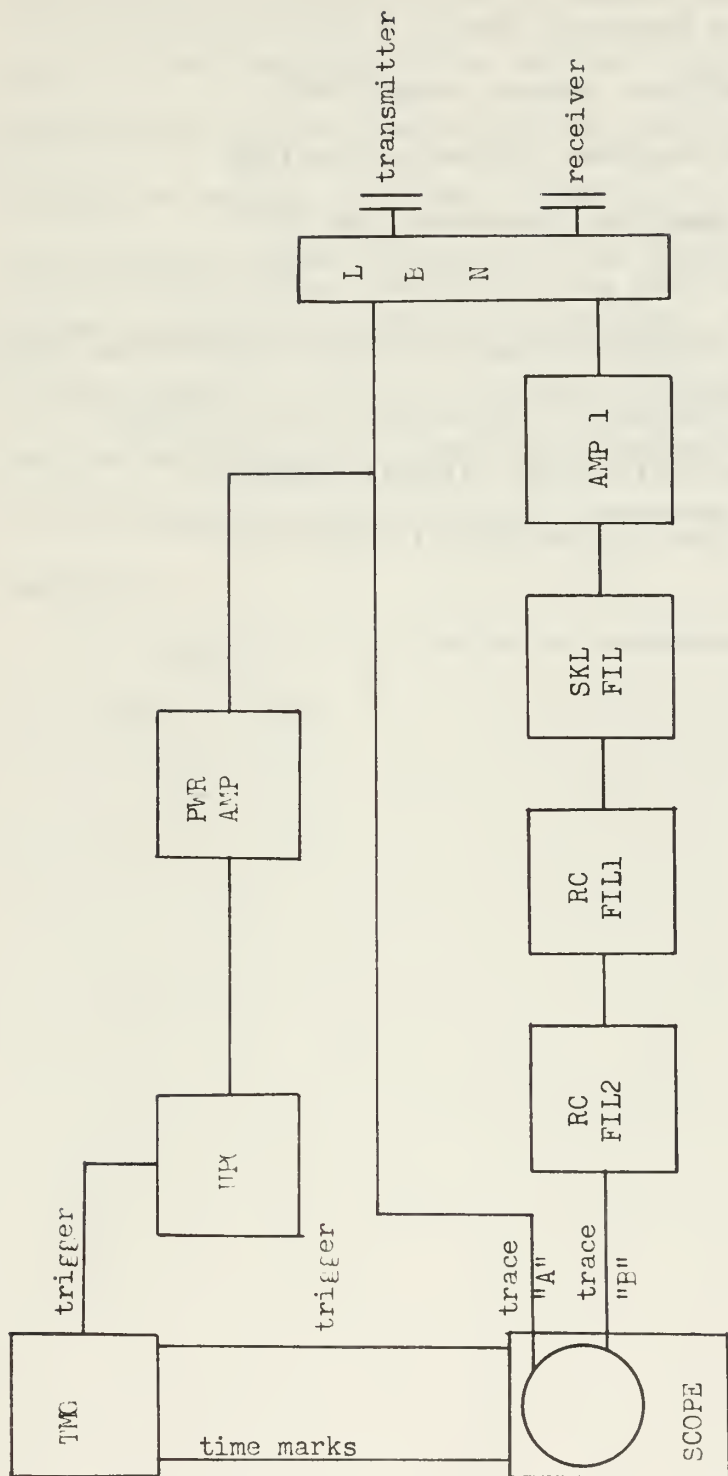 TMG
trigger
PWR
AMP
time marks
trigger
L
B
N
transmitter
trace
"A"
trace
"B"
SCOPE
RC
FIL2
RC
FIL1
SKL
FIL
AMP 1
receiver